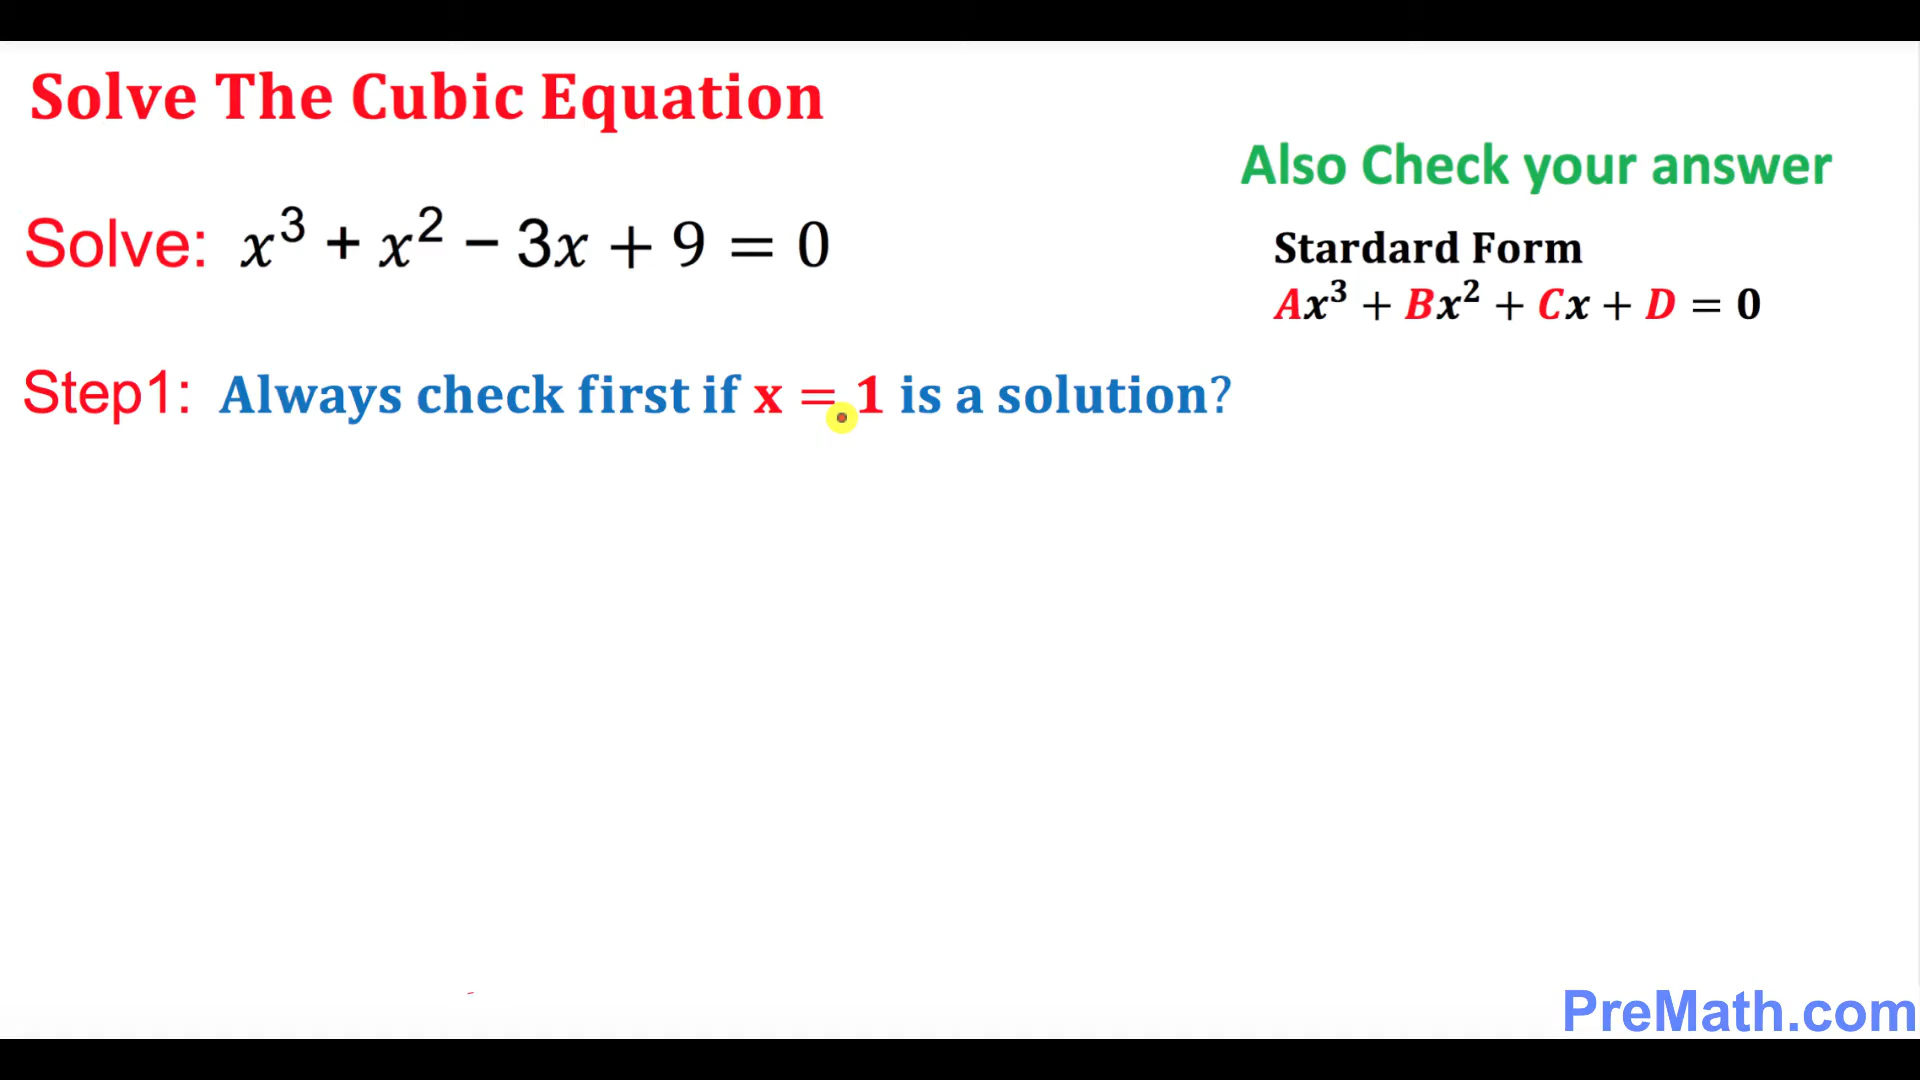 Solve The Cubic Equation
Also Check your answer
Solve: x³ + x² − 3x + 9 = 0
Stardard Form
Ax³ + Bx² + Cx + D = 0
Step1: Always check first if x = 1 is a solution?
PreMath.com